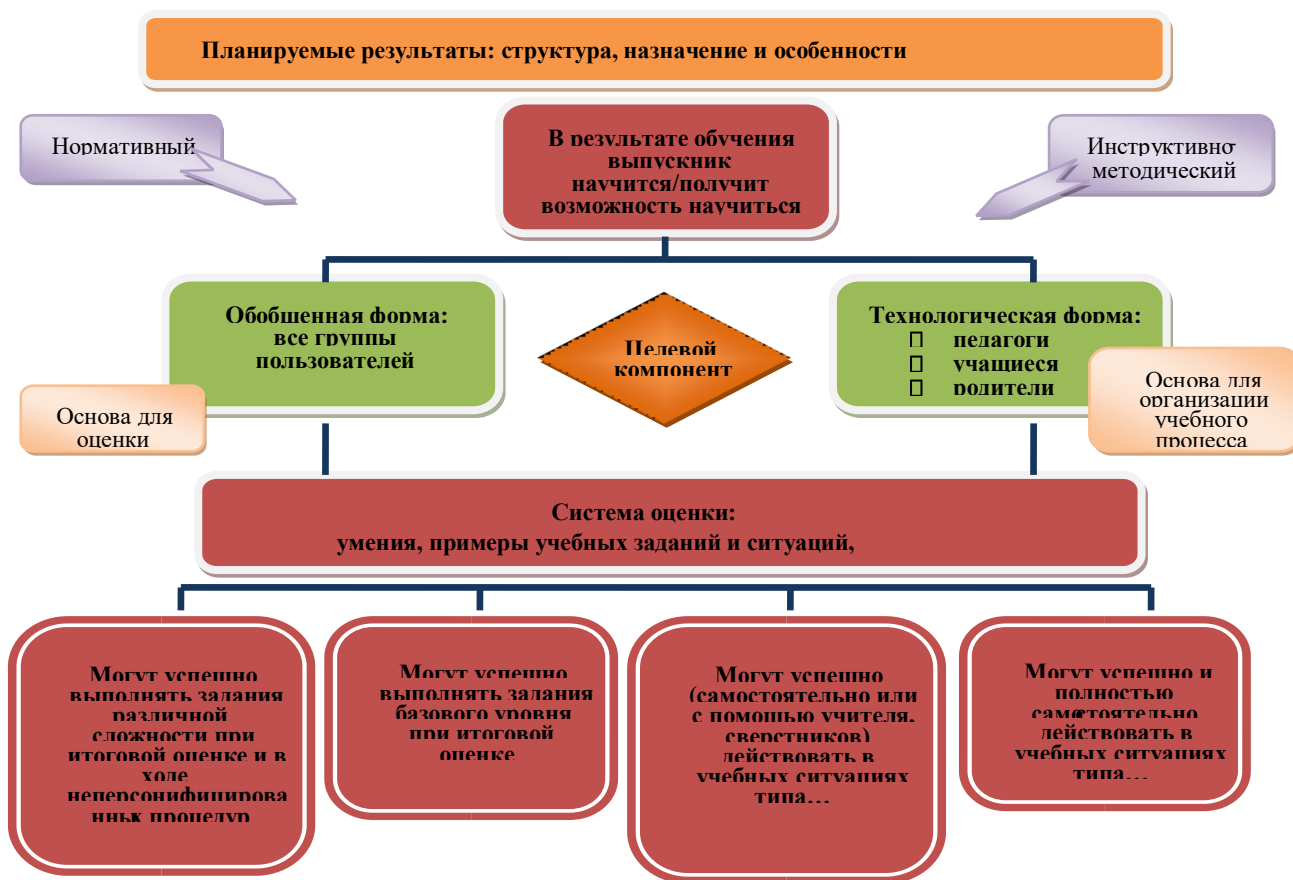 Планируемые результаты: структура, назначение и особенности
Нормативный
В результате обучения
выпускник
научится/получит
возможность научиться
Инструктивно-
методический
Обобщенная форма:
все группы
пользователей
Целевой
компонент
Технологическая форма:
педагоги
учащиеся
родители
Основа для
оценки
Основа для
организации
учебного
процесса
Система оценки:
умения, примеры учебных заданий и ситуаций,
Могут успешно
выполнять задания
различной
сложности при
итоговой оценке и в
ходе
неперсонифицирова
нных процедур
Могут успешно
выполнять задания
базового уровня
при итоговой
оценке
Могут успешно
(самостоятельно или
с помощью учителя,
сверстников)
действовать в
учебных ситуациях
типа…
Могут успешно и
полностью
самостоятельно
действовать в
учебных ситуациях
типа…